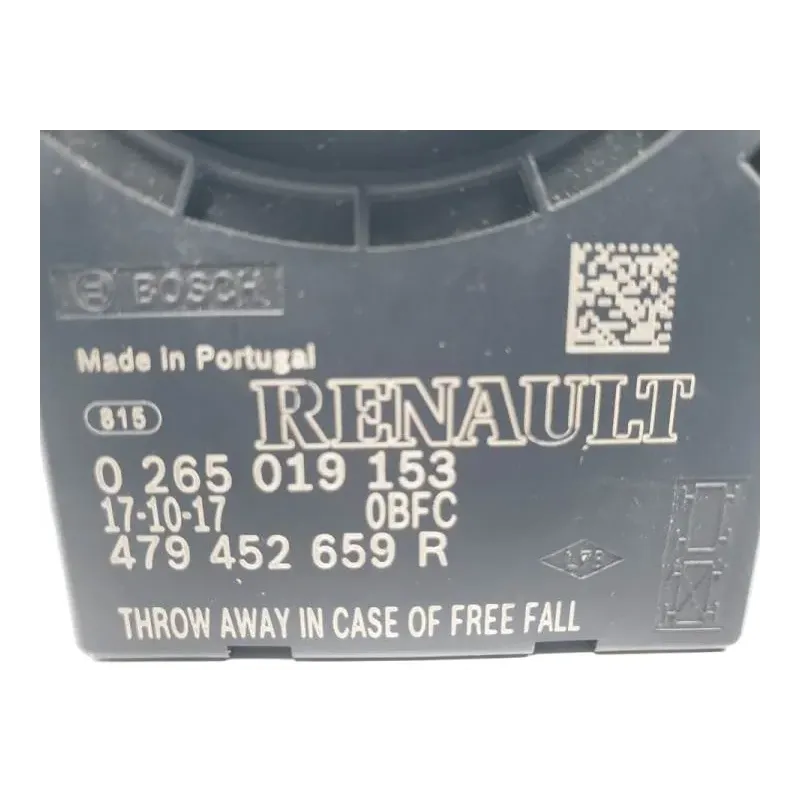 BOSCH
Made in Portugal
815
RENAULT
0 265 019 153
17-10-17 0BFC
479 452 659 R
THROW AWAY IN CASE OF FREE FALL